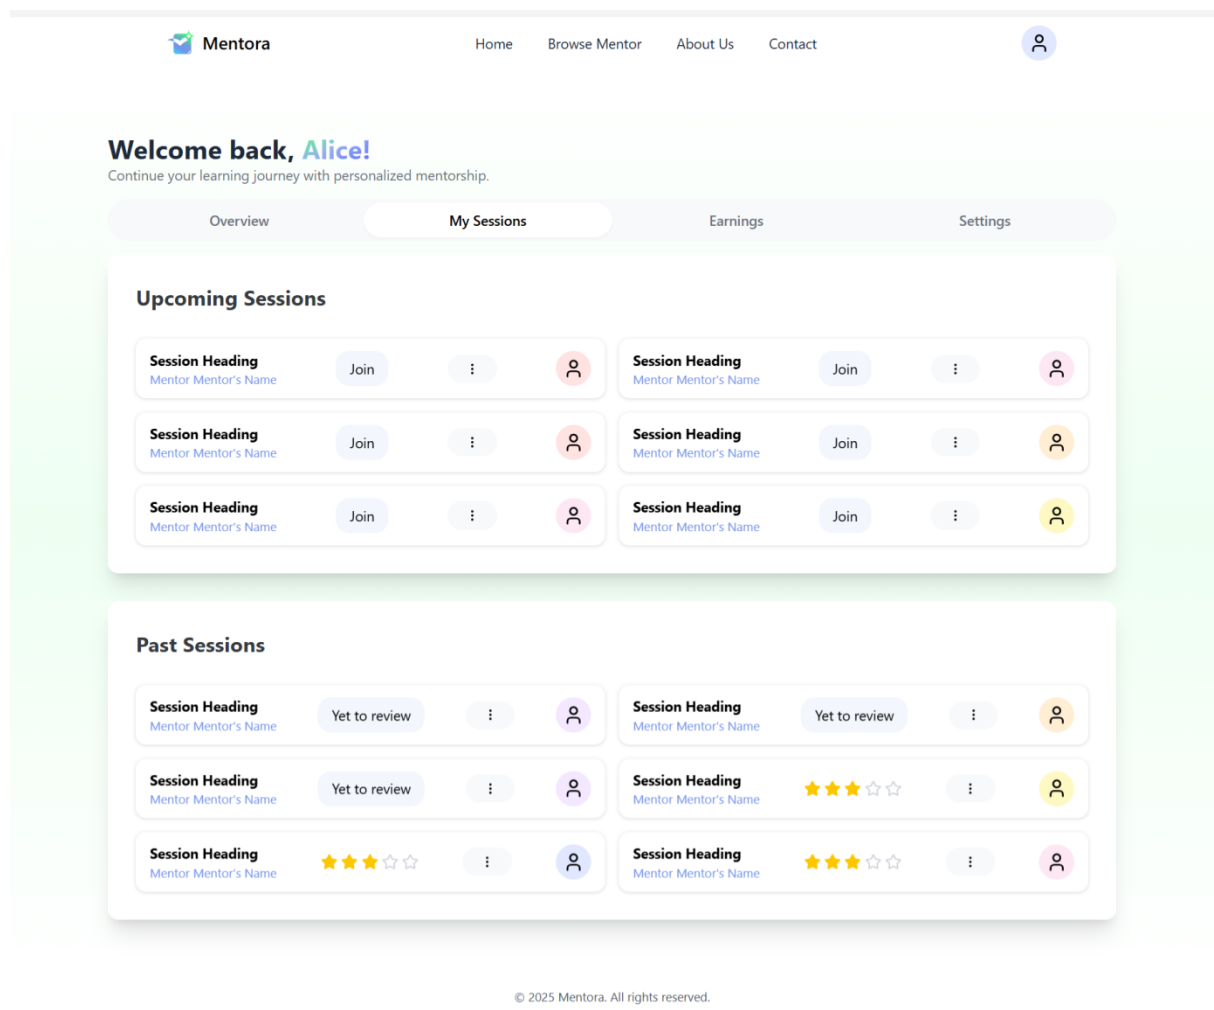 Mentora
Home Browse Mentor About Us Contact
Welcome back, Alice!
Continue your learning journey with personalized mentorship.
Overview My Sessions Earnings Settings
Upcoming Sessions
Session Heading
Mentor Mentor's Name
Join
Session Heading
Mentor Mentor's Name
Join
Session Heading
Mentor Mentor's Name
Join
Session Heading
Mentor Mentor's Name
Join
Session Heading
Mentor Mentor's Name
Join
Session Heading
Mentor Mentor's Name
Join
Past Sessions
Session Heading
Mentor Mentor's Name
Yet to review
Session Heading
Mentor Mentor's Name
Yet to review
Session Heading
Mentor Mentor's Name
Yet to review
Session Heading
Mentor Mentor's Name
Session Heading
Mentor Mentor's Name
Session Heading
Mentor Mentor's Name
© 2025 Mentora. All rights reserved.